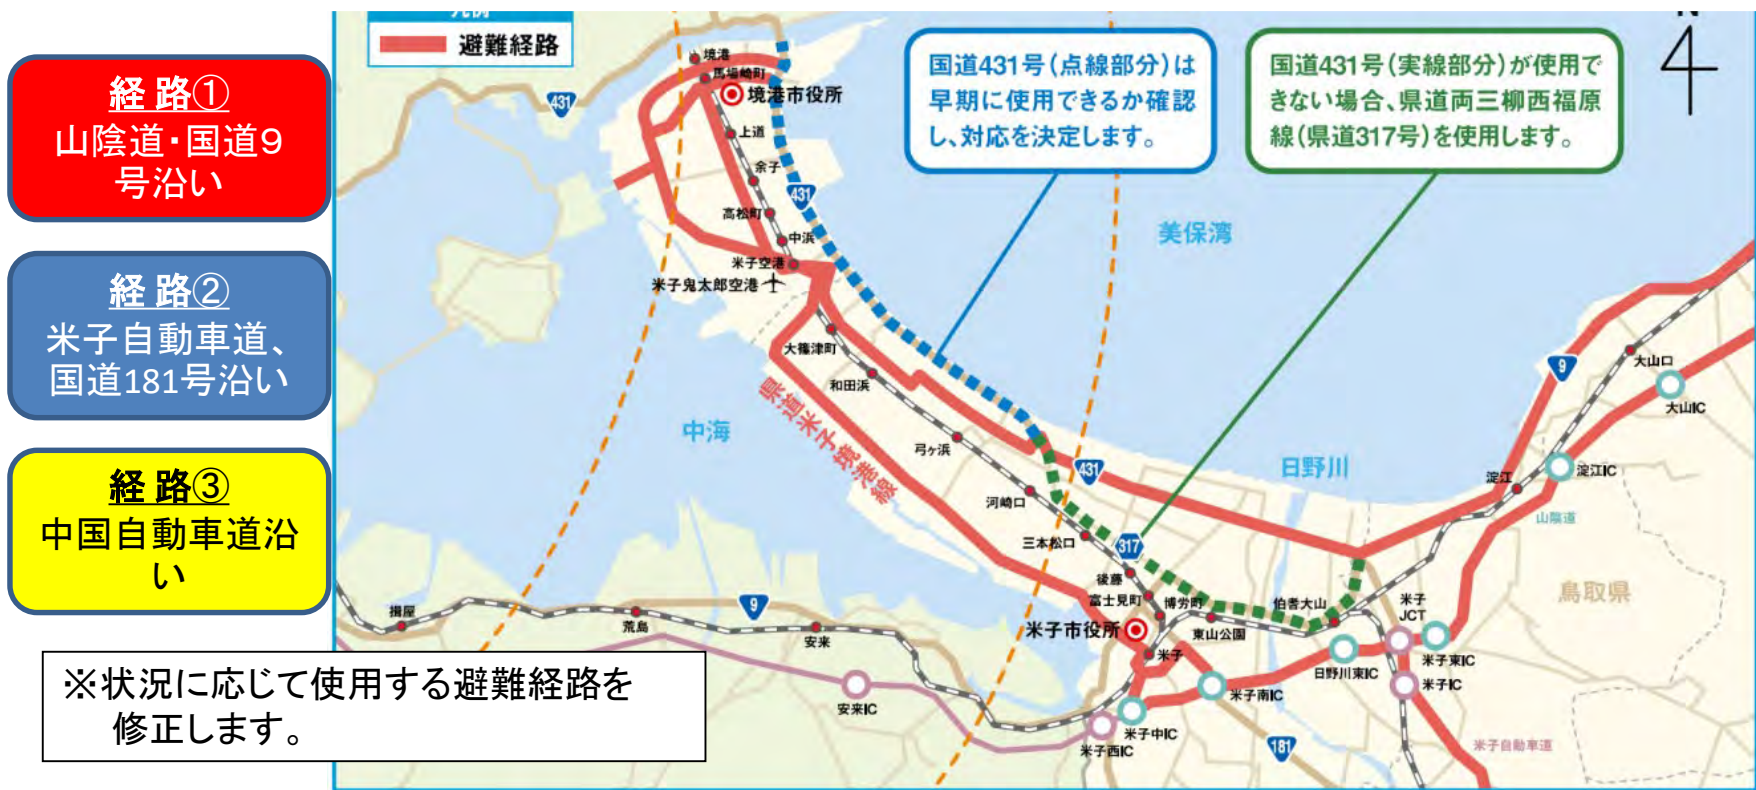 経路①
山陰道・国道9
号沿い
経路②
米子自動車道、
国道181号沿い
経路③
中国自動車道沿
い
※状況に応じて使用する避難経路を
修正します。
凡例
避難経路
国道431号(点線部分)は
早期に使用できるか確認
し、対応を決定します。
国道431号(実線部分)が使用で
きない場合、県道両三柳西福原
線(県道317号)を使用します。
N
境港
馬場崎町
境港市役所
431
上道
余子
431
高松町
中浜
米子空港
米子鬼太郎空港
美保湾
大篠津町
和田浜
県道米子境港線
中海
弓ヶ浜
431
日野川
9
大山口
大山IC
淀江
淀江IC
山陰道
河崎口
三本松口
317
後藤
富士見町
博労町
伯耆大山
米子
JCT
鳥取県
揖屋
荒島
9
安来
米子市役所
東山公園
米子
日野川東IC
米子東IC
米子IC
安来IC
米子南IC
米子中IC
米子西IC
181
米子自動車道